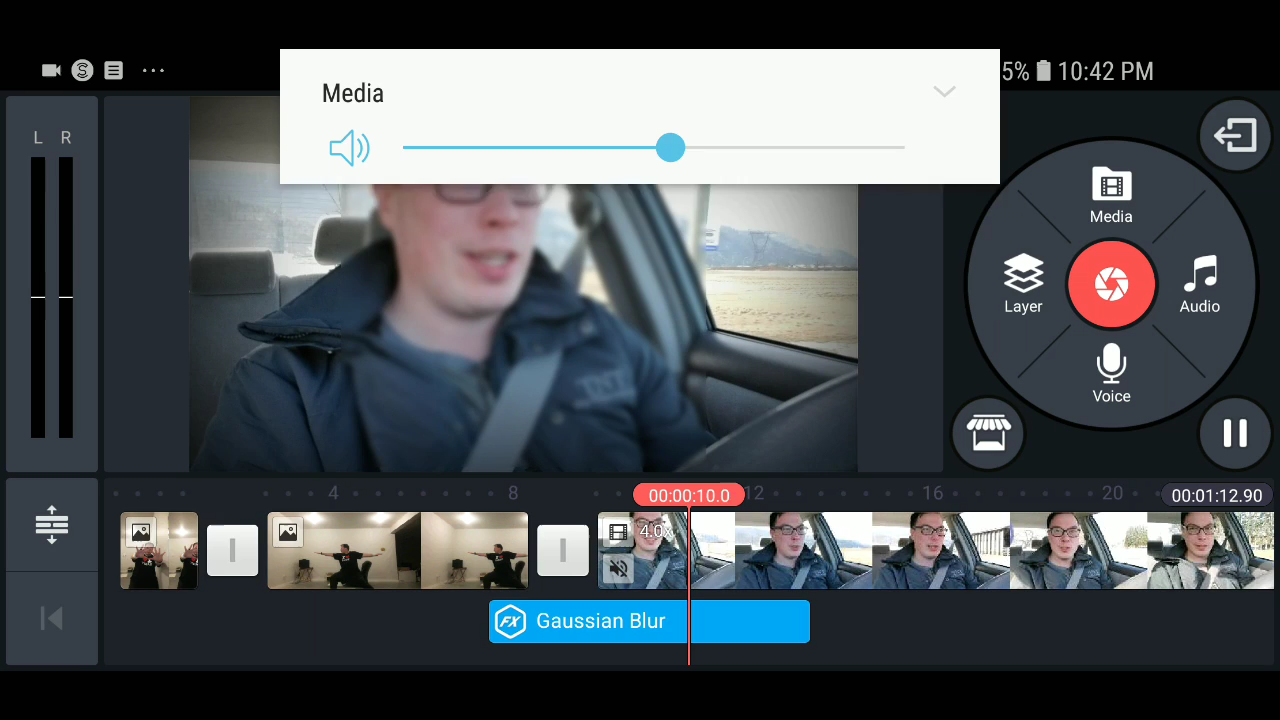 5% 10:42 PM
Media
L R
Media
Layer
Audio
Voice
4
8
00:00:10.0
12
16
20
00:01:12.90
4.0x
FX Gaussian Blur